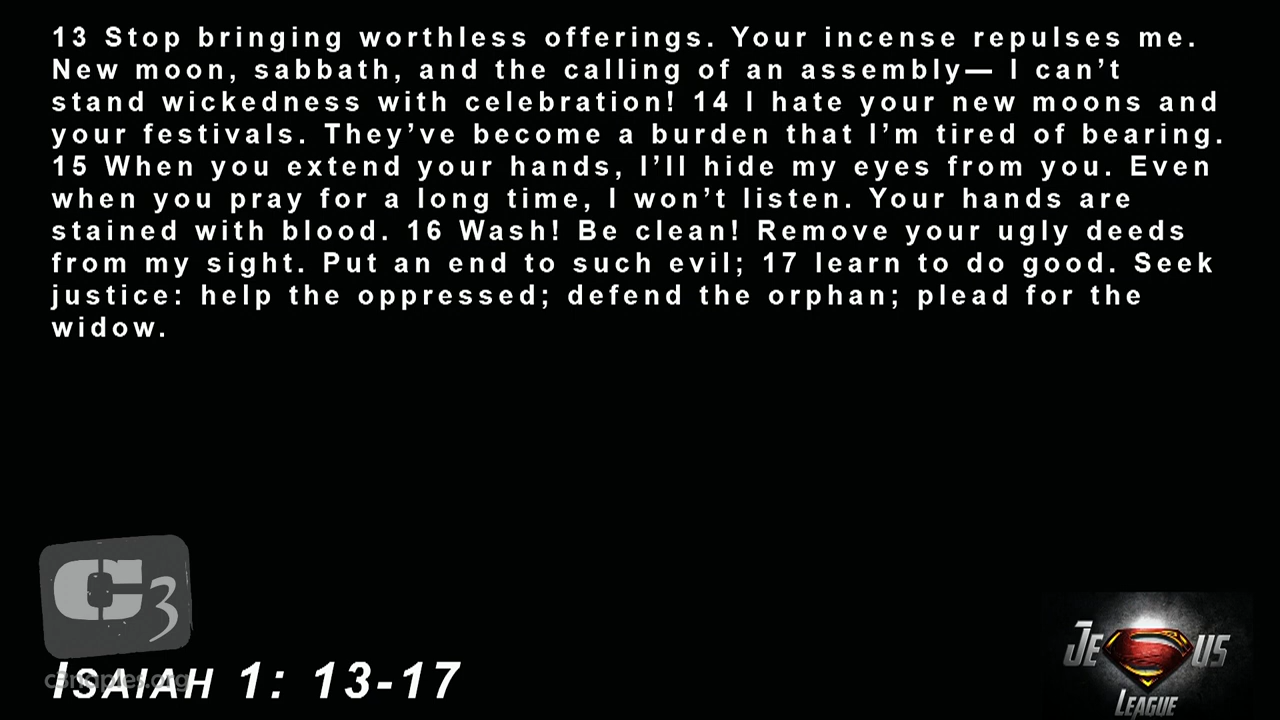 13 Stop bringing worthless offerings. Your incense repulses me.
New moon, sabbath, and the calling of an assembly— I can’t
stand wickedness with celebration! 14 I hate your new moons and
your festivals. They’ve become a burden that I’m tired of bearing.
15 When you extend your hands, I’ll hide my eyes from you. Even
when you pray for a long time, I won’t listen. Your hands are
stained with blood. 16 Wash! Be clean! Remove your ugly deeds
from my sight. Put an end to such evil; 17 learn to do good. Seek
justice: help the oppressed; defend the orphan; plead for the
widow.
C3
c3naples.org
Isaiah 1: 13-17
Jesus
League